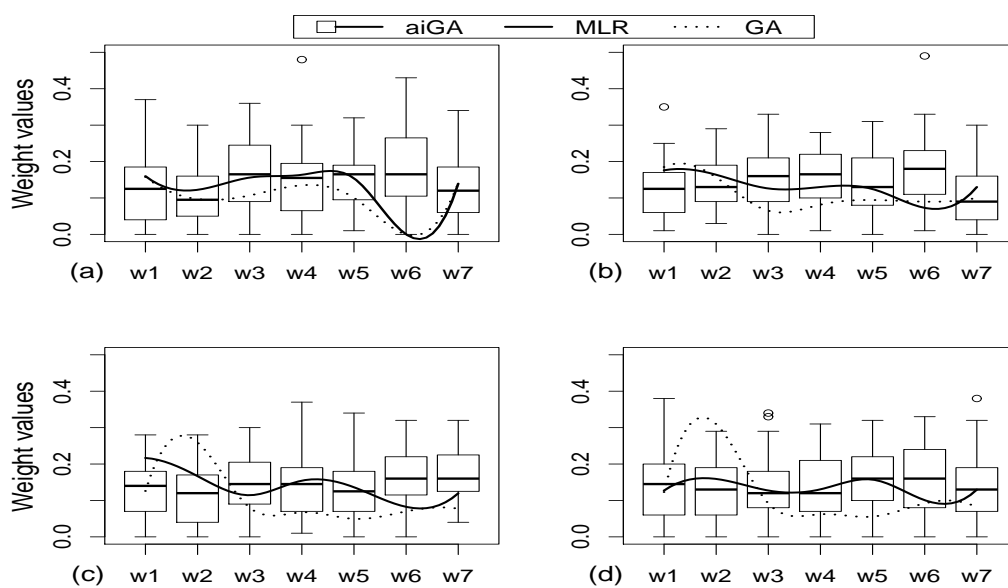 aiGA MLR GA
Weight values
0.0 0.2 0.4
(a) w1 w2 w3 w4 w5 w6 w7
0.0 0.2 0.4
(b) w1 w2 w3 w4 w5 w6 w7
Weight values
0.0 0.2 0.4
(c) w1 w2 w3 w4 w5 w6 w7
0.0 0.2 0.4
(d) w1 w2 w3 w4 w5 w6 w7